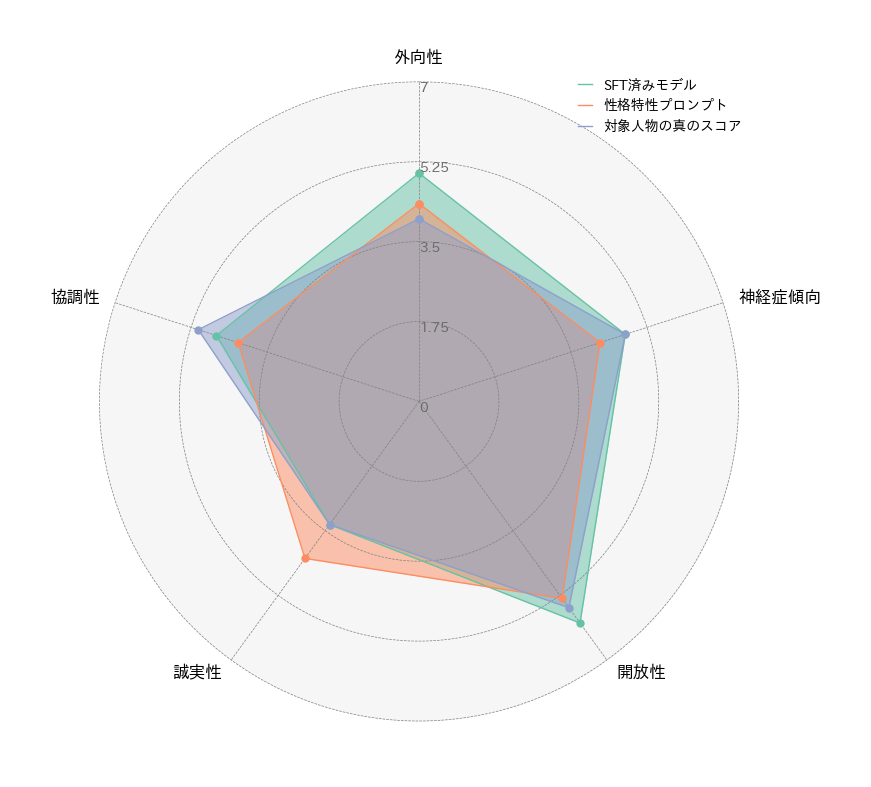 外向性
SFT済みモデル
性格特性プロンプト
対象人物の真のスコア
7
5.25
3.5
1.75
0
協調性
神経症傾向
誠実性
開放性